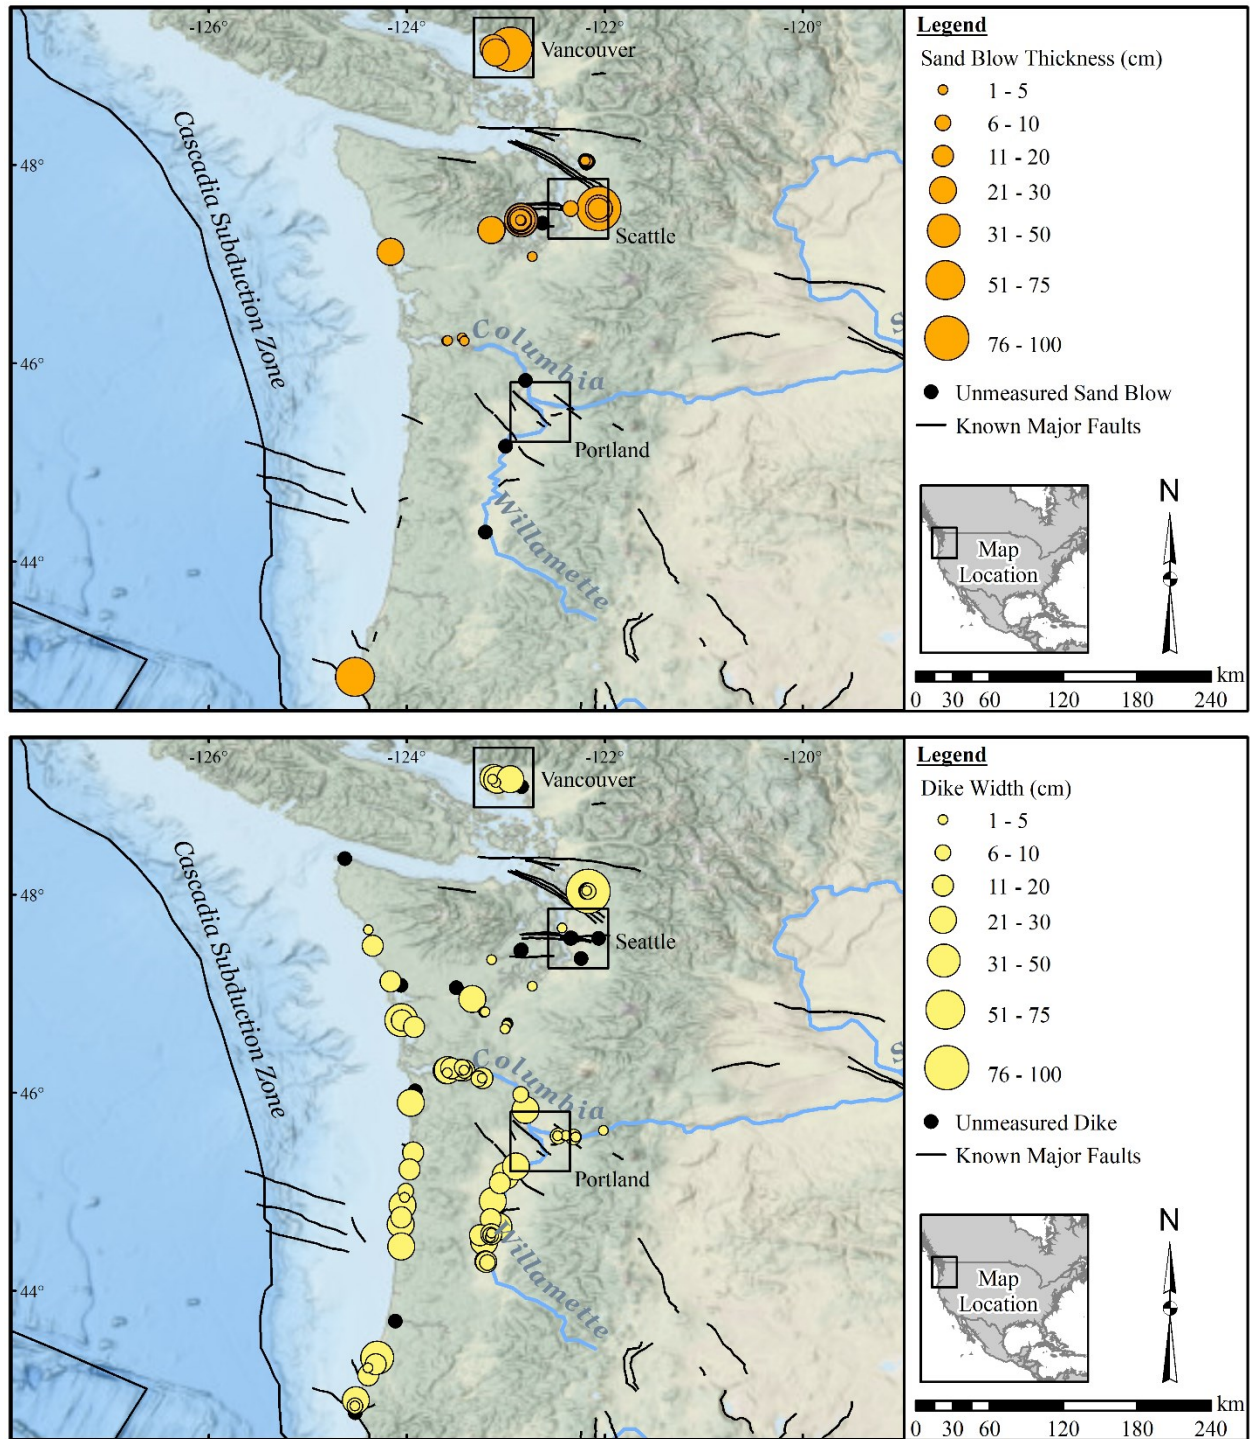 -126°
-124°
-122°
-120°
Vancouver
48°
Seattle
Cascadia Subduction Zone
Columbia
S
46°
Portland
Willamette
44°
Legend
Sand Blow Thickness (cm)
1 - 5
6 - 10
11 - 20
21 - 30
31 - 50
51 - 75
76 - 100
Unmeasured Sand Blow
Known Major Faults
Map
Location
N
km
0 30 60 120 180 240
-126°
-124°
-122°
-120°
Vancouver
48°
Seattle
Cascadia Subduction Zone
Columbia
S
46°
Portland
Willamette
44°
Legend
Dike Width (cm)
1 - 5
6 - 10
11 - 20
21 - 30
31 - 50
51 - 75
76 - 100
Unmeasured Dike
Known Major Faults
Map
Location
N
km
0 30 60 120 180 240